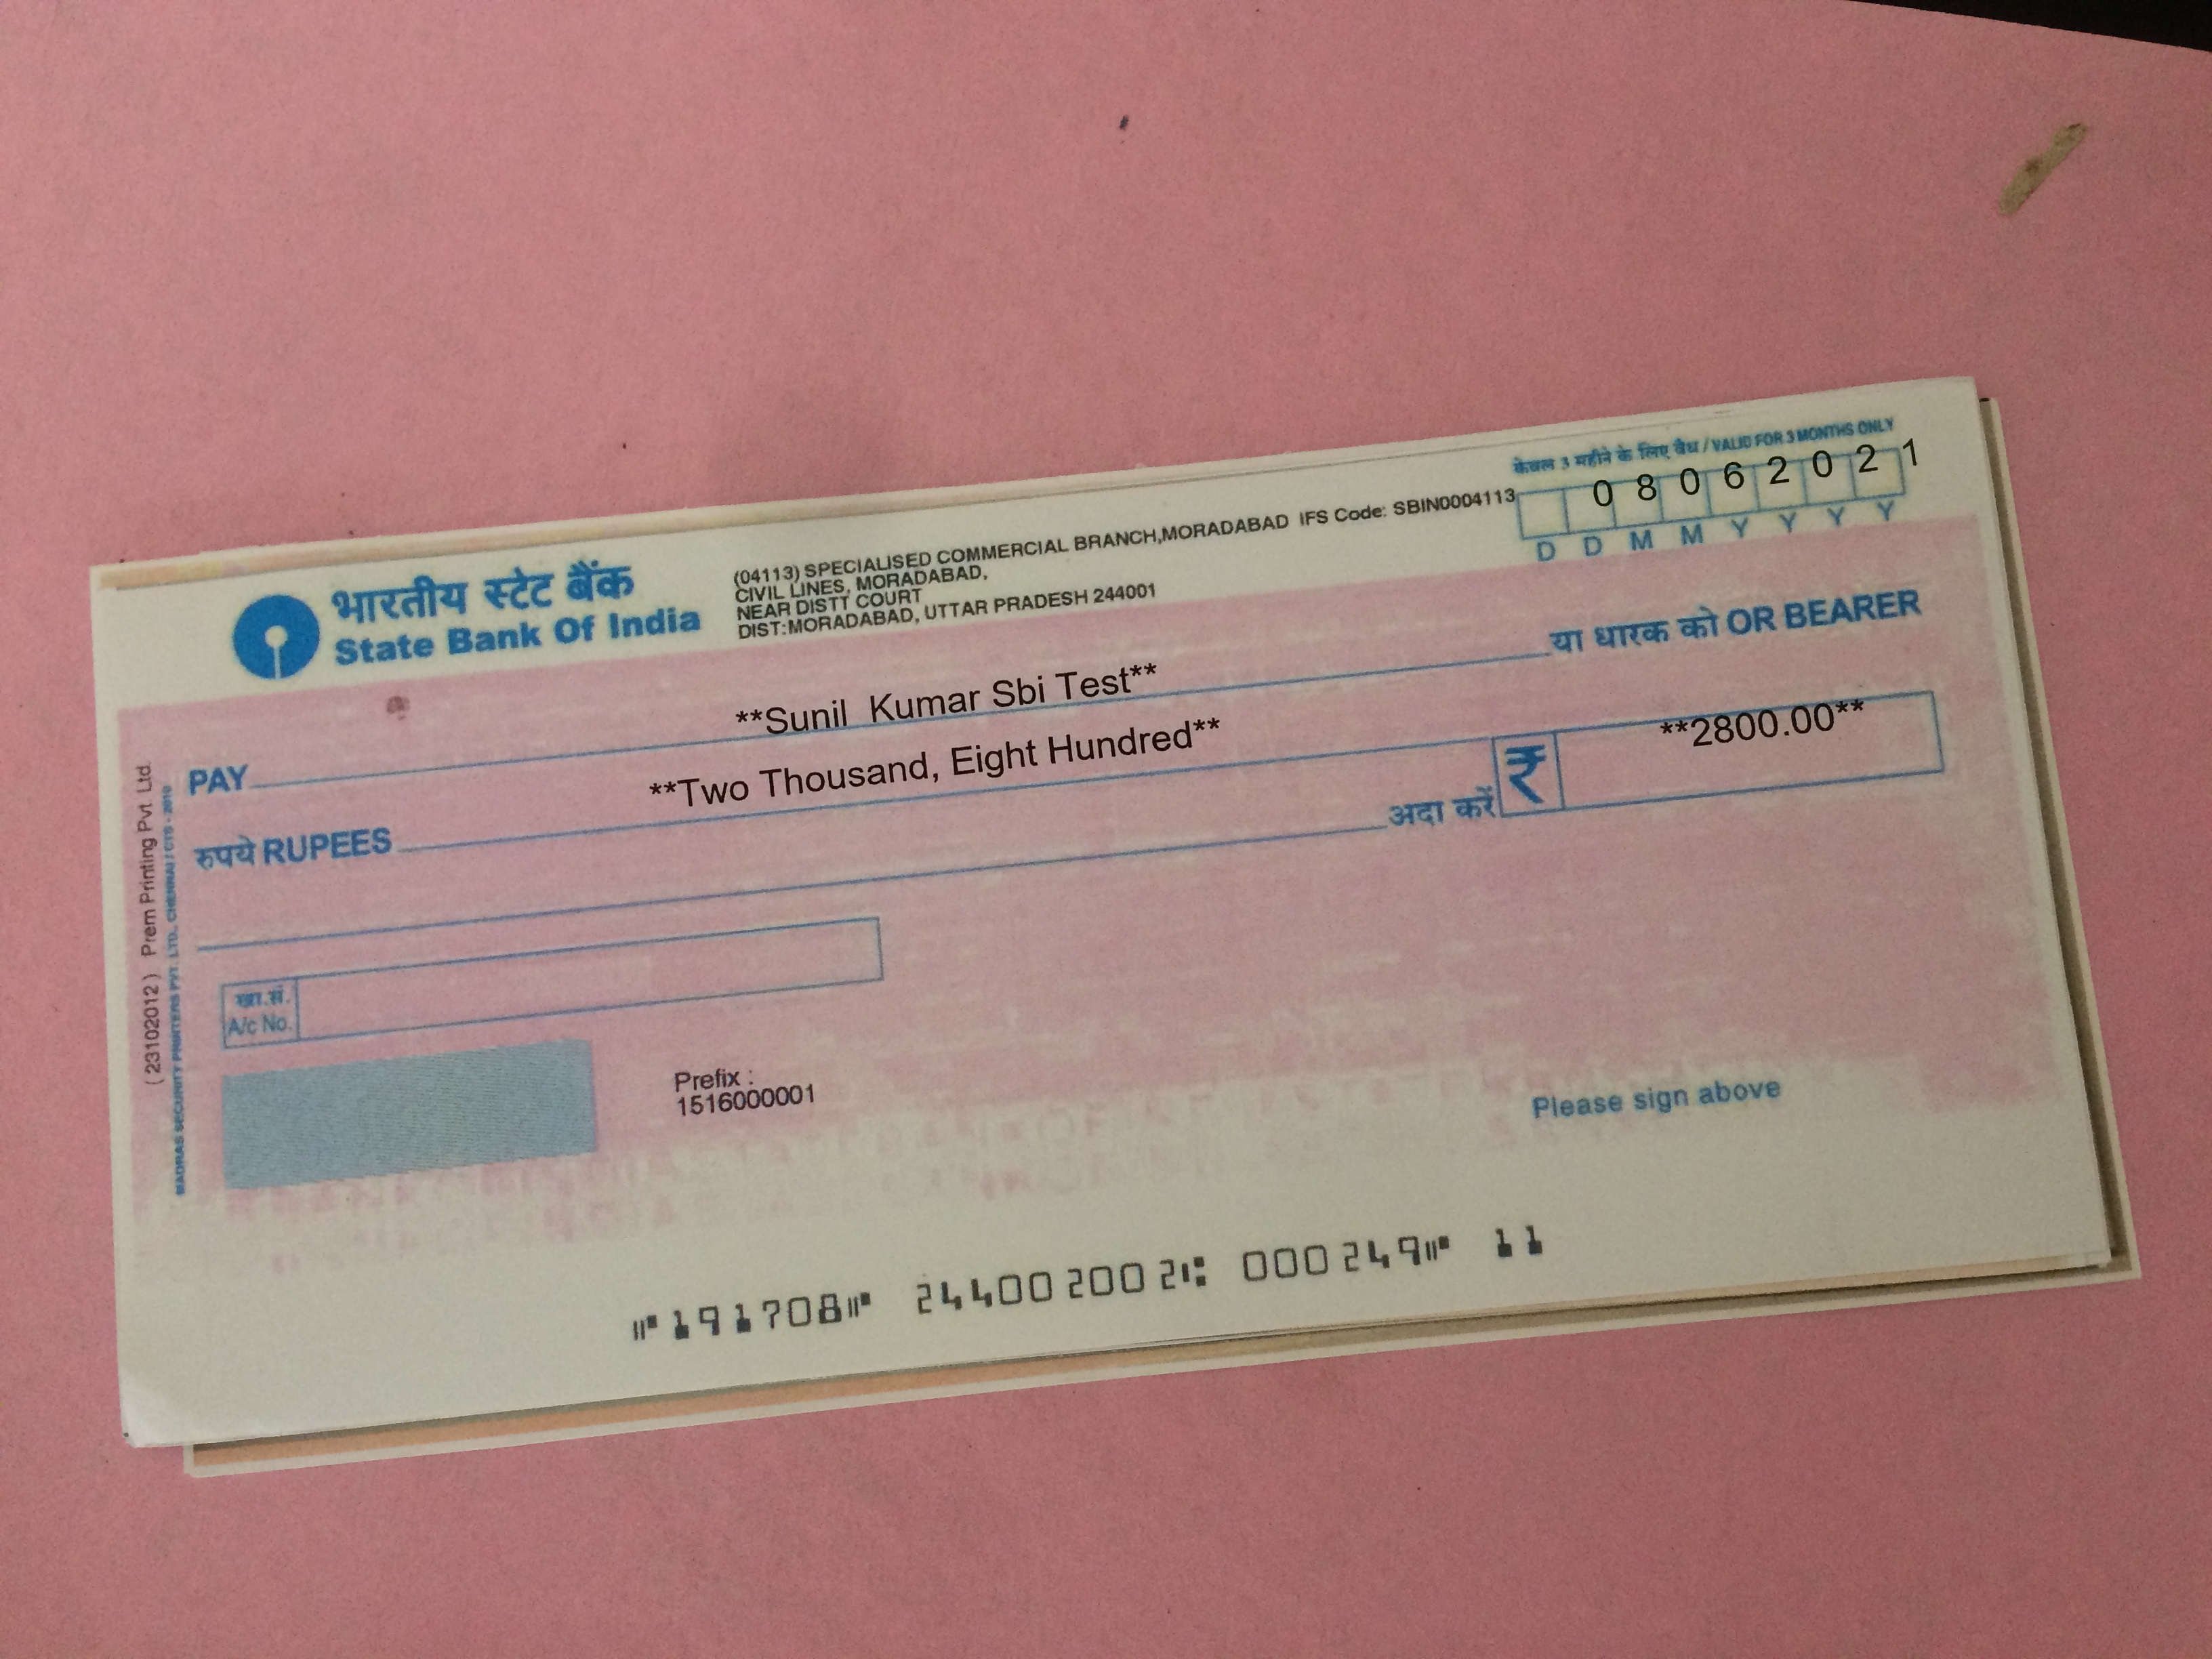 केवल 3 महीने के लिए वैध / VALID FOR 3 MONTHS ONLY
0 8 0 6 2 0 2 1
D D M M Y Y Y Y
भारतीय स्टेट बैंक
State Bank Of India
(04113) SPECIALISED COMMERCIAL BRANCH,MORADABAD IFS Code: SBIN0004113
CIVIL LINES, MORADABAD,
NEAR DISTT COURT
DIST:MORADABAD, UTTAR PRADESH 244001
PAY **Sunil Kumar Sbi Test** या धारक को OR BEARER
रुपये RUPEES **Two Thousand, Eight Hundred**
अदा करें ₹ **2800.00**
खा.सं.
A/c No.
Prefix :
1516000001
Please sign above
⑈191708⑈ 244002002⑆ 000249⑈ 11
( 23102012 ) Prem Printing Pvt Ltd.
MADRAS SECURITY PRINTERS PVT. LTD., CHENNAI / CTS - 2010